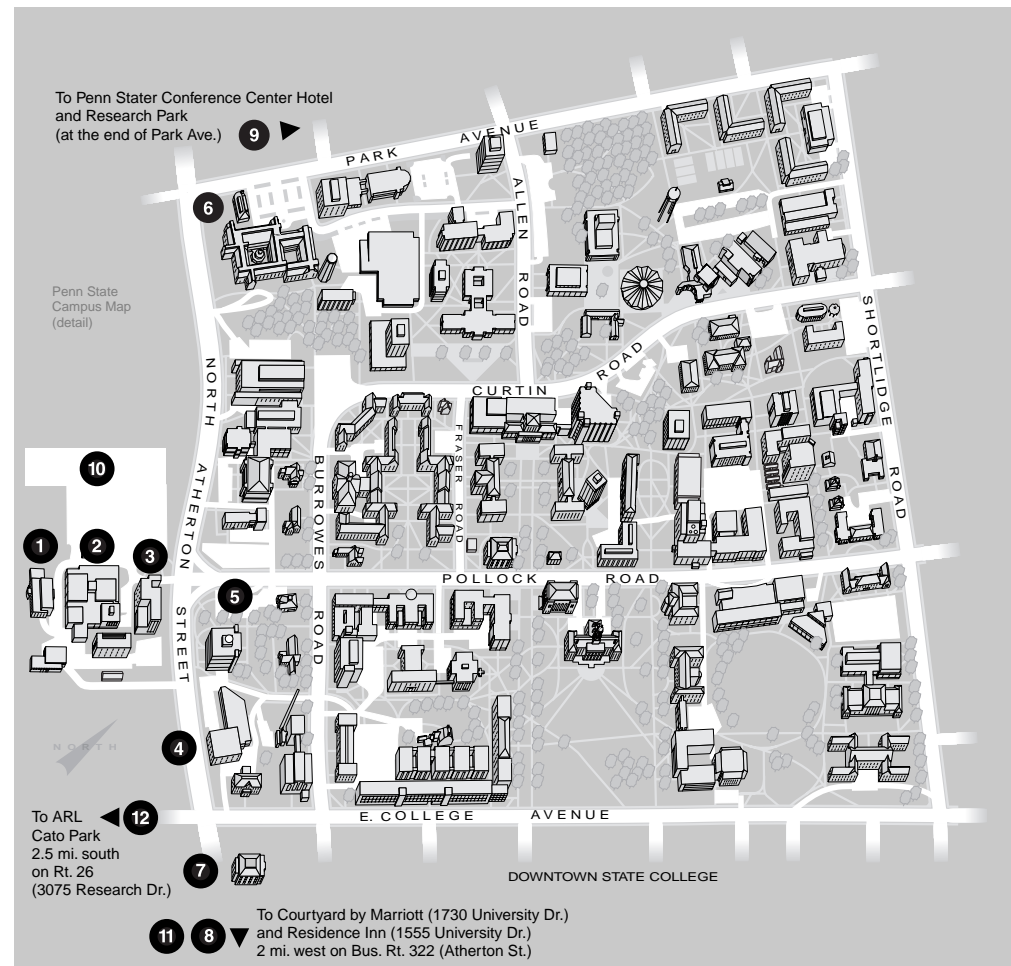 To Penn Stater Conference Center Hotel
and Research Park
(at the end of Park Ave.) 9
PARK AVENUE
6
ALLEN ROAD
Penn State
Campus Map
(detail)
SHORTLIDGE ROAD
NORTH ATHERTON STREET
CURTIN ROAD
FRASER ROAD
BURROWES ROAD
10
1 2 3
POLLOCK ROAD
5
NORTH
4
To ARL 12
Cato Park
2.5 mi. south
on Rt. 26
(3075 Research Dr.)
E. COLLEGE AVENUE
7
DOWNTOWN STATE COLLEGE
11 8
To Courtyard by Marriott (1730 University Dr.)
and Residence Inn (1555 University Dr.)
2 mi. west on Bus. Rt. 322 (Atherton St.)